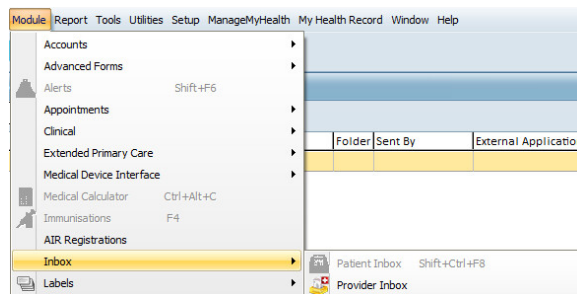 Module Report Tools Utilities Setup ManageMyHealth My Health Record Window Help
Accounts
Advanced Forms
Alerts Shift+F6
Appointments
Clinical
Folder Sent By External Applicatio
Extended Primary Care
Medical Device Interface
Medical Calculator Ctrl+Alt+C
Immunisations F4
AIR Registrations
Inbox Patient Inbox Shift+Ctrl+F8
Labels Provider Inbox